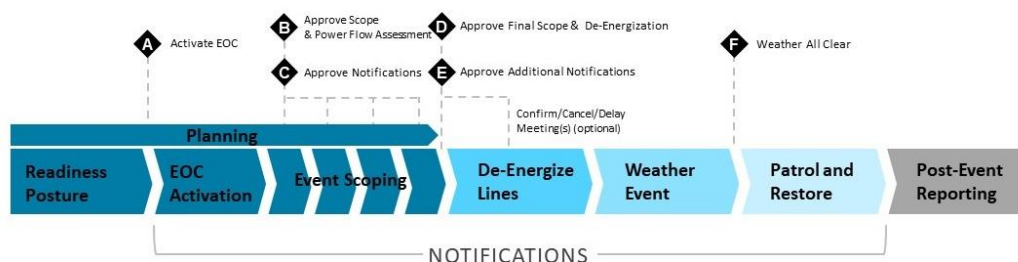 A Activate EOC
B Approve Scope
& Power Flow Assessment
C Approve Notifications
D Approve Final Scope & De-Energization
E Approve Additional Notifications
F Weather All Clear
Confirm/Cancel/Delay
Meeting(s) (optional)
Planning
Readiness
Posture
EOC
Activation
Event Scoping
De-Energize
Lines
Weather
Event
Patrol and
Restore
Post-Event
Reporting
NOTIFICATIONS